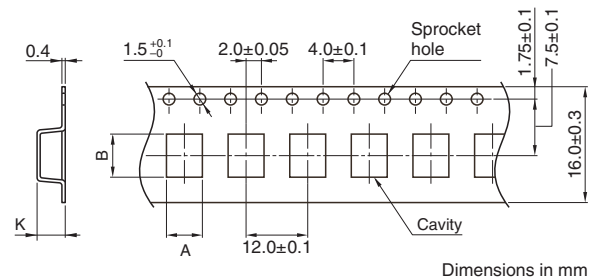 0.4
1.5 +0.1 −0
2.0±0.05
4.0±0.1
Sprocket
hole
1.75±0.1
7.5±0.1
16.0±0.3
B
K
A
12.0±0.1
Cavity
Dimensions in mm